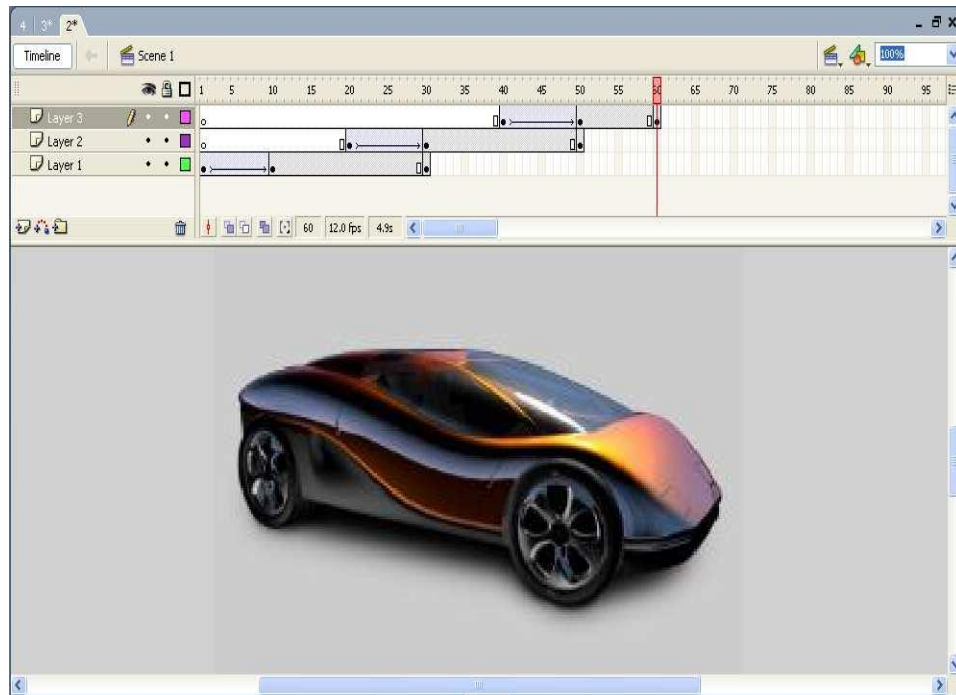 4 3* 2*
Timeline Scene 1 100%
1 5 10 15 20 25 30 35 40 45 50 55 60 65 70 75 80 85 90 95
Layer 3
Layer 2
Layer 1
60 12.0 fps 4.9s